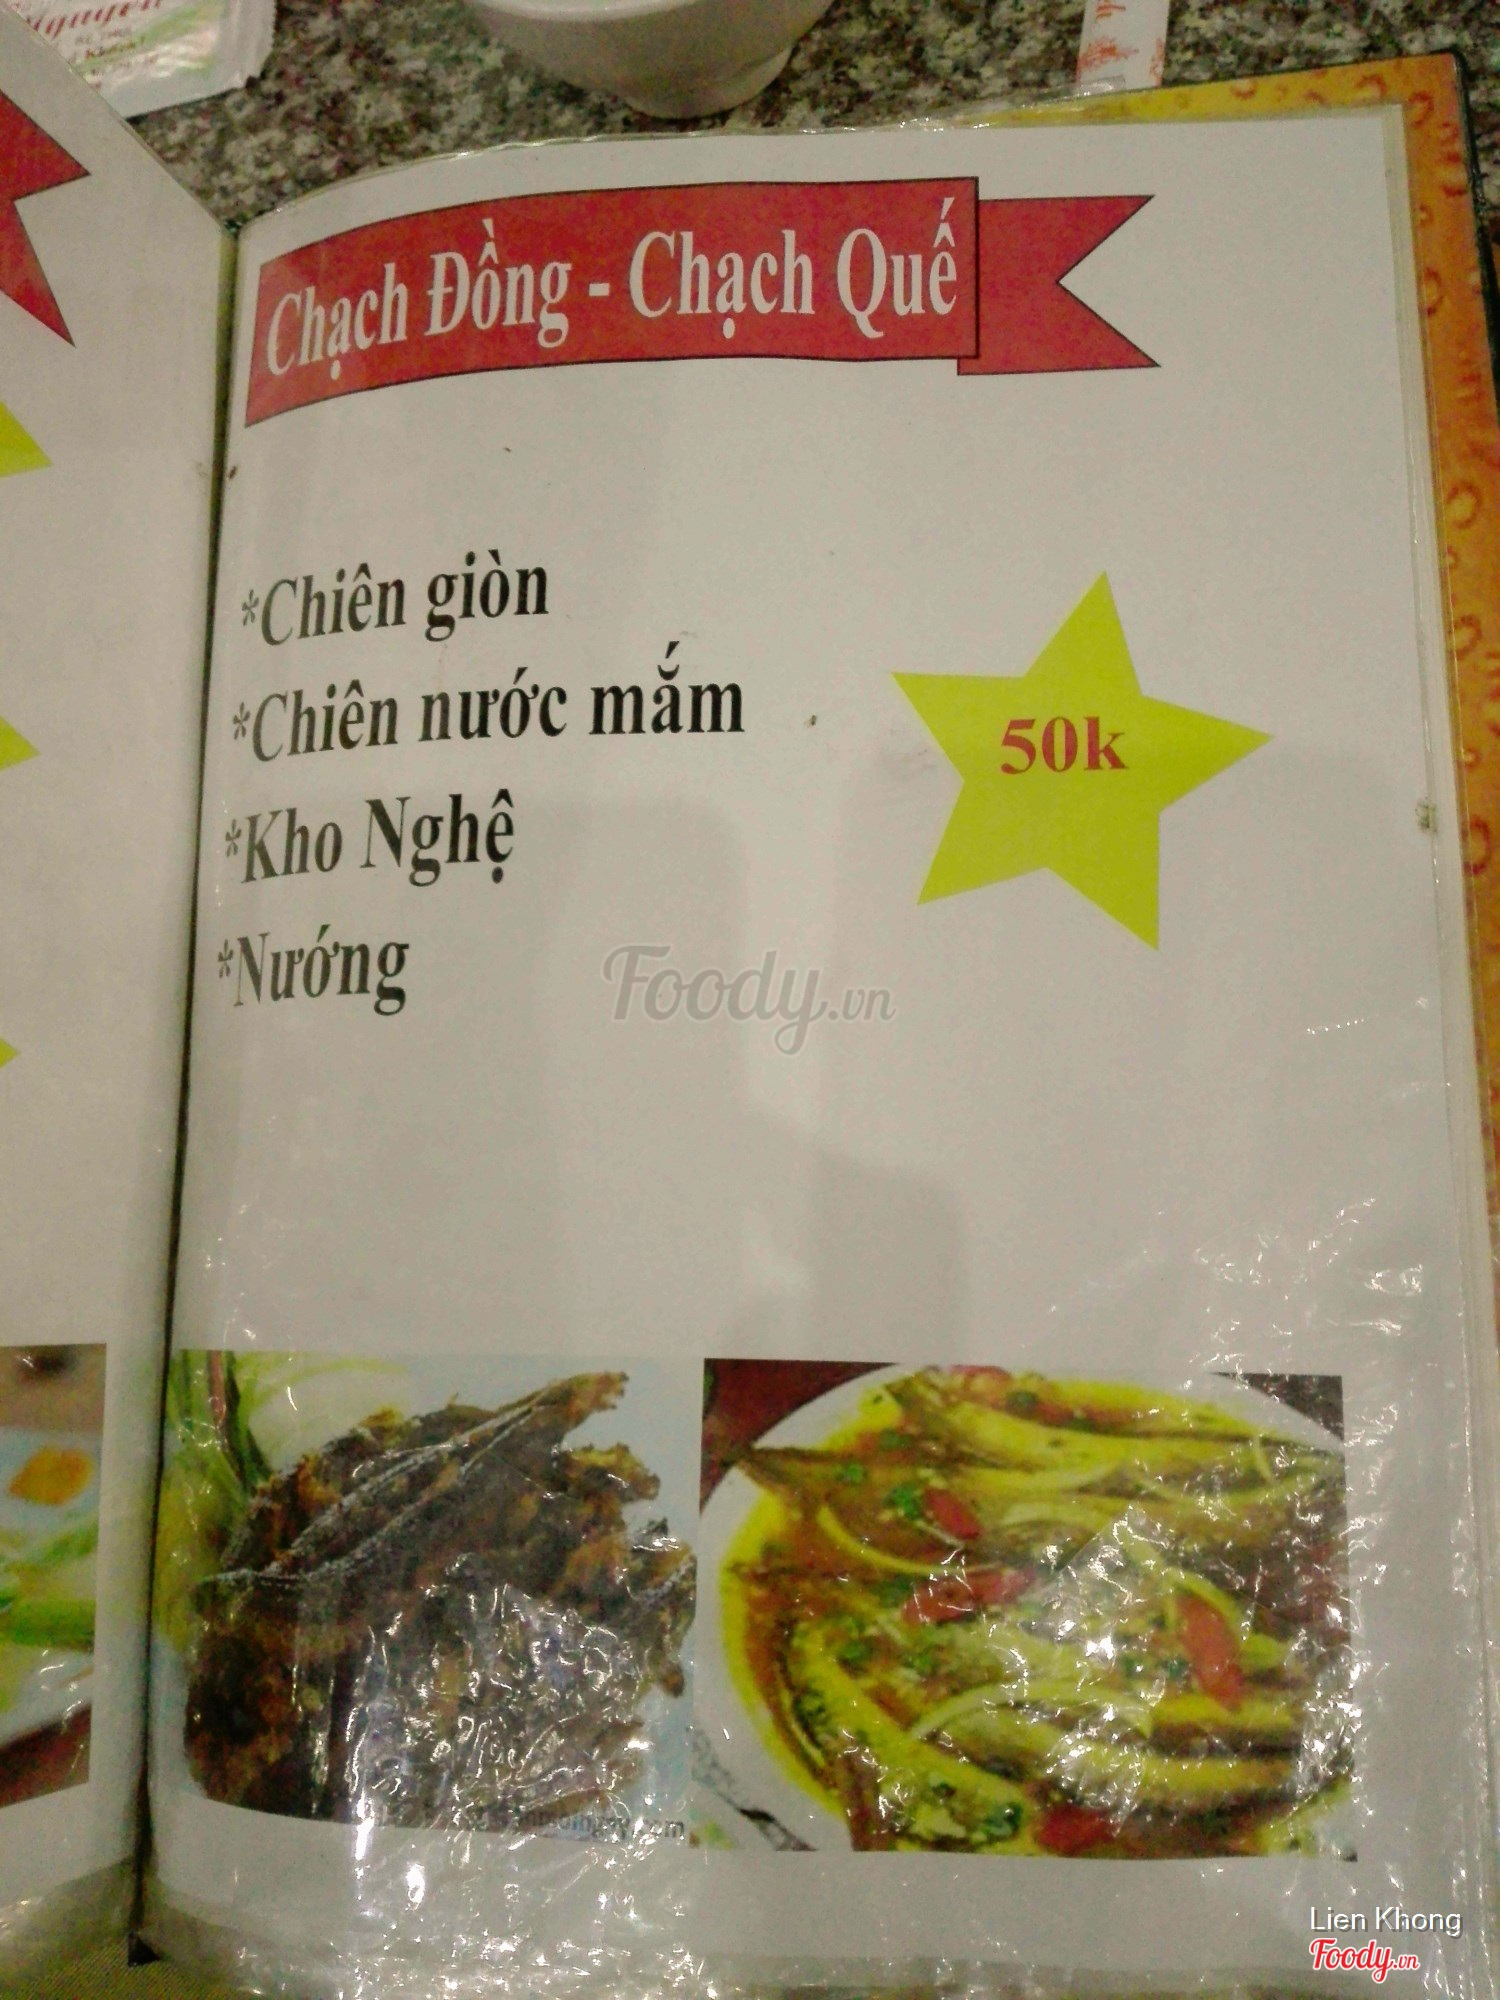 Chạch Đồng - Chạch Quế
*Chiên giòn
*Chiên nước mắm
50k
*Kho Nghệ
*Nướng
Foody.vn
Lien Khong
Foody.vn